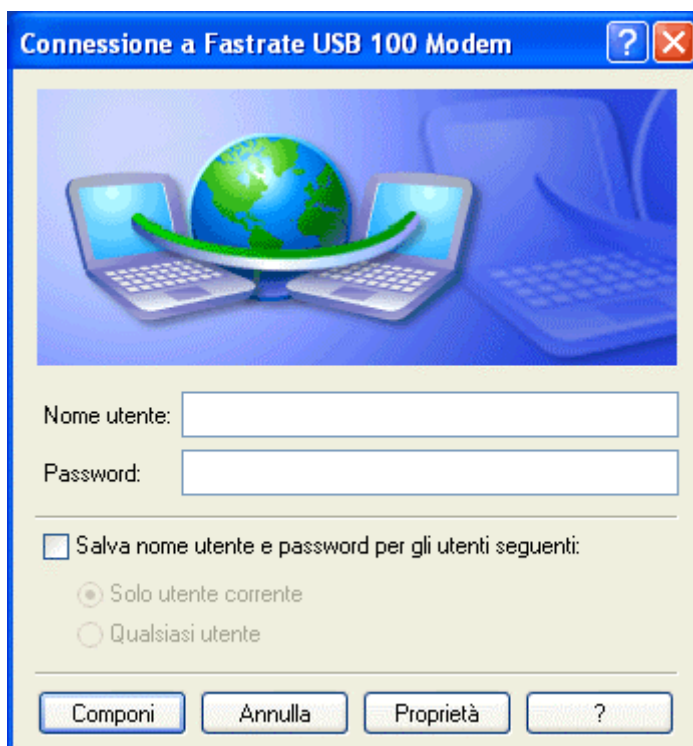 Connessione a Fastrate USB 100 Modem
Nome utente:
Password:
Salva nome utente e password per gli utenti seguenti:
Solo utente corrente
Qualsiasi utente
Componi Annulla Proprietà ?